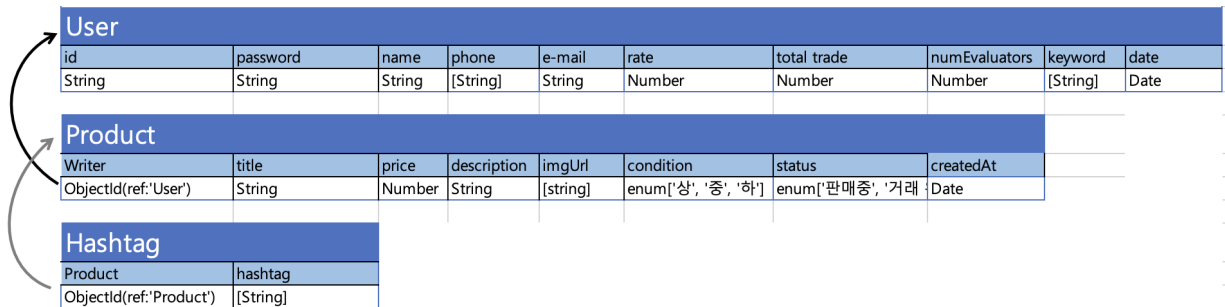 User
id password name phone e-mail rate total trade numEvaluators keyword date
String String String [String] String Number Number Number [String] Date
Product
Writer title price description imgUrl condition status createdAt
ObjectId(ref:'User') String Number String [string] enum['상', '중', '하'] enum['판매중', '거래 Date
Hashtag
Product hashtag
ObjectId(ref:'Product') [String]